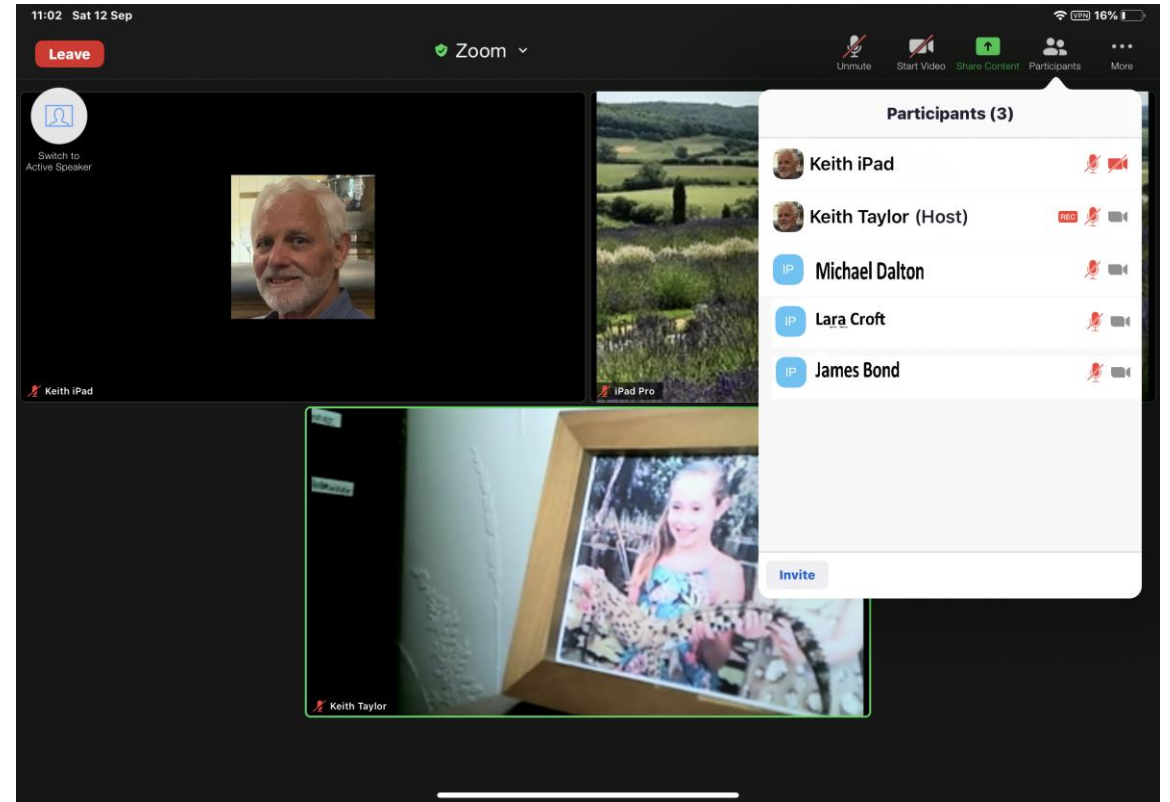 11:02 Sat 12 Sep
VPN 16%
Leave
Zoom
Unmute
Start Video
Share Content
Participants
More
Switch to
Active Speaker
Participants (3)
Keith iPad
Keith Taylor (Host)
REC
IP
Michael Dalton
IP
Lara Croft
IP
James Bond
Invite
Keith iPad
iPad Pro
Keith Taylor